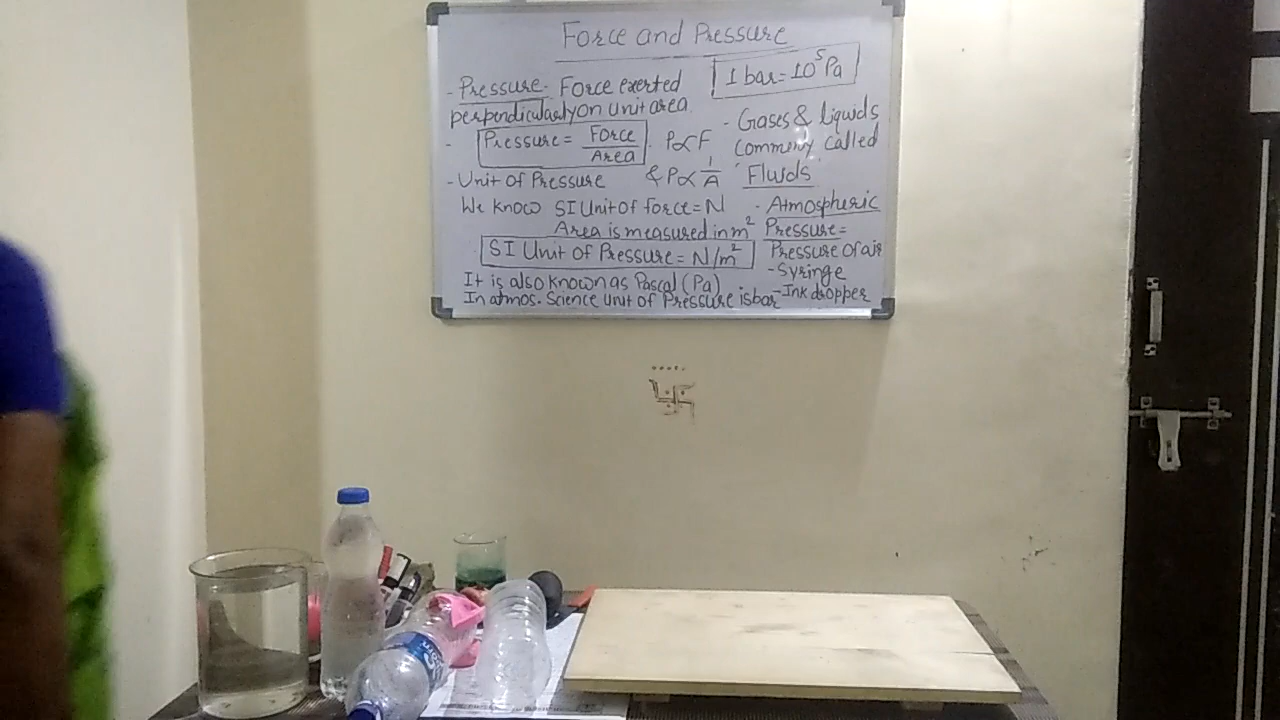 Force and Pressure
- Pressure- Force exerted
perpendicularly on unit area
- Pressure = Force
Area
P∝F
& P∝ 1/A
- Unit of Pressure
We know SI Unit of force = N
Area is measured in m²
SI Unit of Pressure = N/m²
It is also known as Pascal (Pa)
In atmos. Science unit of Pressure is bar
1 bar = 10⁵ Pa
- Gases & liquids
commenly called
Fluids
- Atmospheric
Pressure =
Pressure of air
- Syringe
- Ink dropper